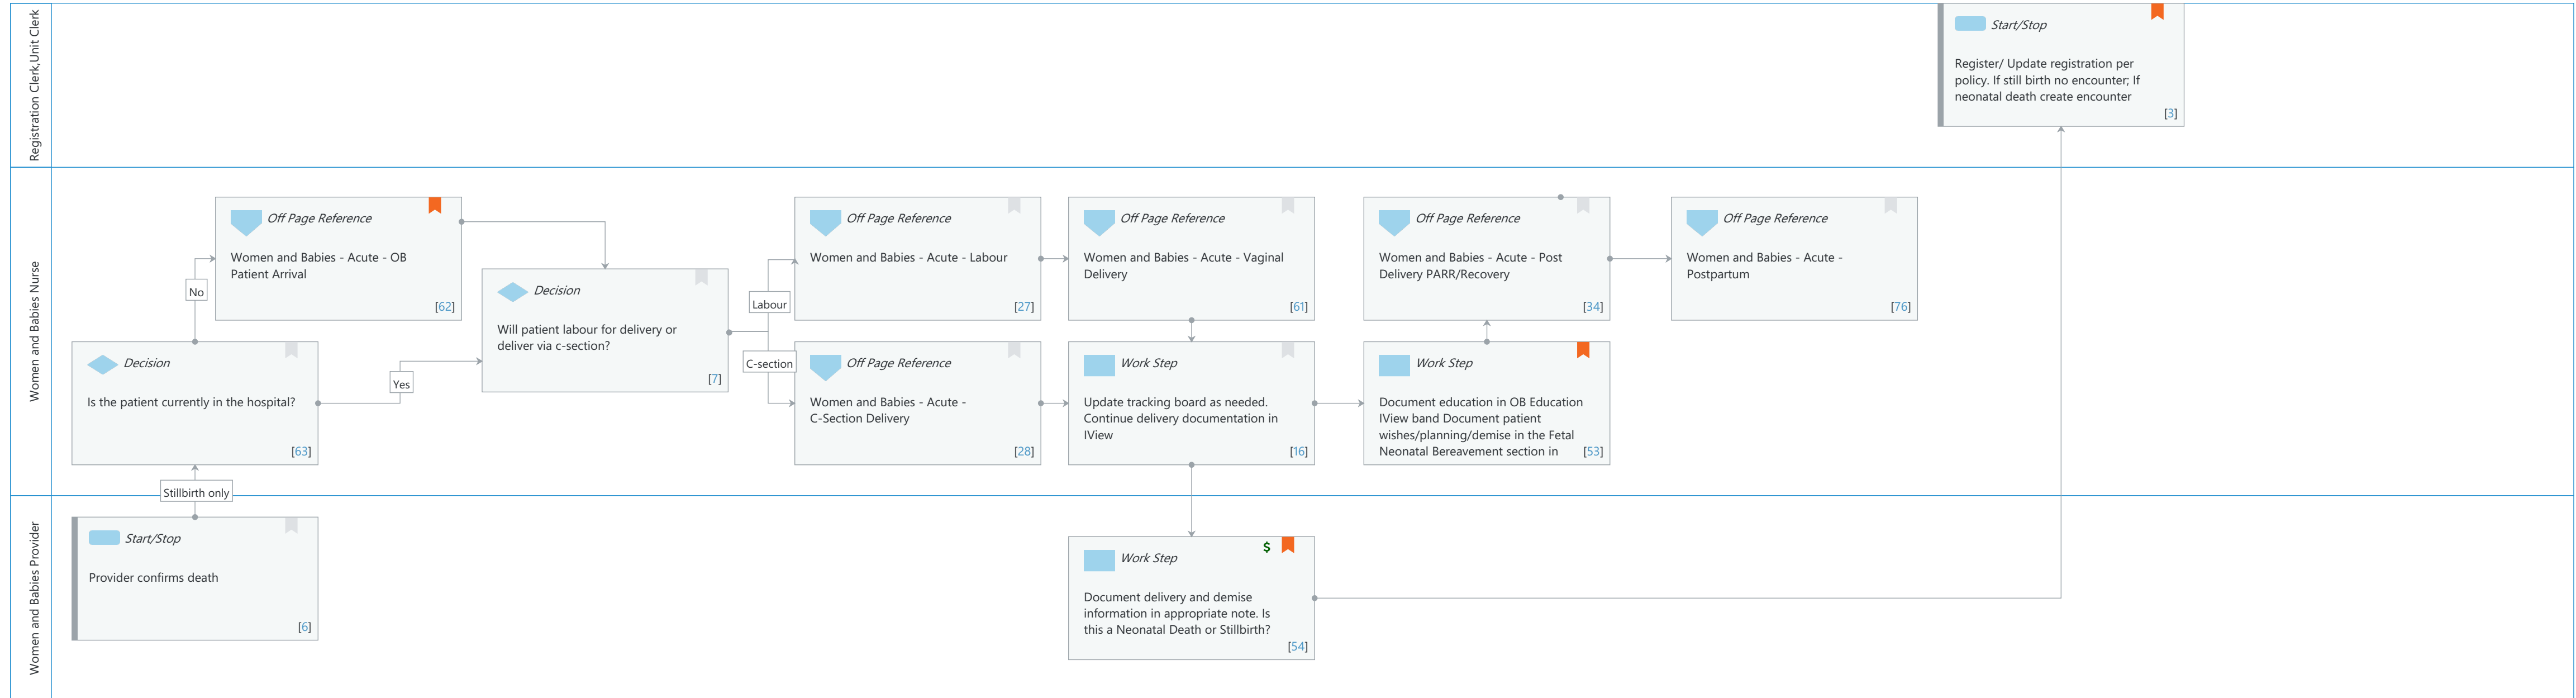 Registration Clerk,Unit Clerk
Start/Stop
Register/ Update registration per
policy. If still birth no encounter; If
neonatal death create encounter
[3]
Women and Babies Nurse
Off Page Reference
Women and Babies - Acute - OB
Patient Arrival
[62]
No
Decision
Is the patient currently in the hospital?
[63]
Yes
Stillbirth only
Decision
Will patient labour for delivery or
deliver via c-section?
[7]
Labour
C-section
Off Page Reference
Women and Babies - Acute - Labour
[27]
Off Page Reference
Women and Babies - Acute -
C-Section Delivery
[28]
Off Page Reference
Women and Babies - Acute - Vaginal
Delivery
[61]
Work Step
Update tracking board as needed.
Continue delivery documentation in
IView
[16]
Off Page Reference
Women and Babies - Acute - Post
Delivery PARR/Recovery
[34]
Work Step
Document education in OB Education
IView band Document patient
wishes/planning/demise in the Fetal
Neonatal Bereavement section in
[53]
Off Page Reference
Women and Babies - Acute -
Postpartum
[76]
Women and Babies Provider
Start/Stop
Provider confirms death
[6]
$
Work Step
Document delivery and demise
information in appropriate note. Is
this a Neonatal Death or Stillbirth?
[54]